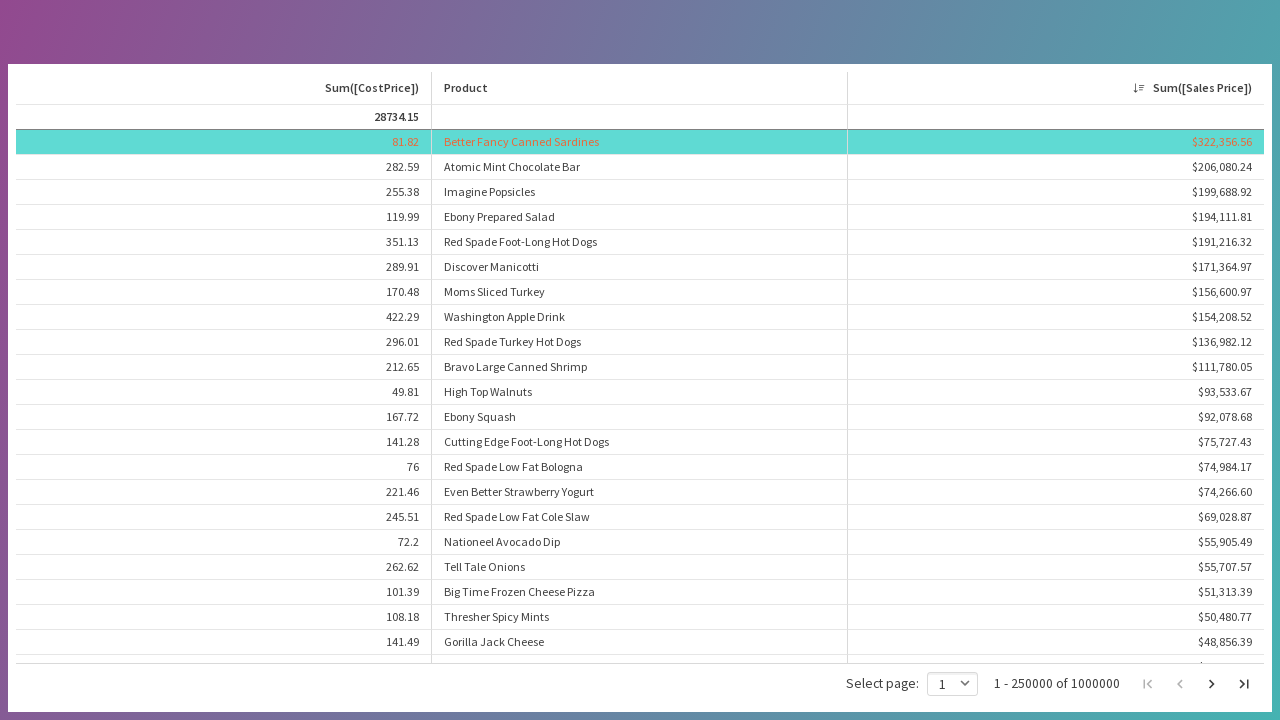 Sum([CostPrice]) Product Sum([Sales Price])
28734.15
81.82 Better Fancy Canned Sardines $322,356.56
282.59 Atomic Mint Chocolate Bar $206,080.24
255.38 Imagine Popsicles $199,688.92
119.99 Ebony Prepared Salad $194,111.81
351.13 Red Spade Foot-Long Hot Dogs $191,216.32
289.91 Discover Manicotti $171,364.97
170.48 Moms Sliced Turkey $156,600.97
422.29 Washington Apple Drink $154,208.52
296.01 Red Spade Turkey Hot Dogs $136,982.12
212.65 Bravo Large Canned Shrimp $111,780.05
49.81 High Top Walnuts $93,533.67
167.72 Ebony Squash $92,078.68
141.28 Cutting Edge Foot-Long Hot Dogs $75,727.43
76 Red Spade Low Fat Bologna $74,984.17
221.46 Even Better Strawberry Yogurt $74,266.60
245.51 Red Spade Low Fat Cole Slaw $69,028.87
72.2 Nationeel Avocado Dip $55,905.49
262.62 Tell Tale Onions $55,707.57
101.39 Big Time Frozen Cheese Pizza $51,313.39
108.18 Thresher Spicy Mints $50,480.77
141.49 Gorilla Jack Cheese $48,856.39
Select page: 1 1 - 250000 of 1000000